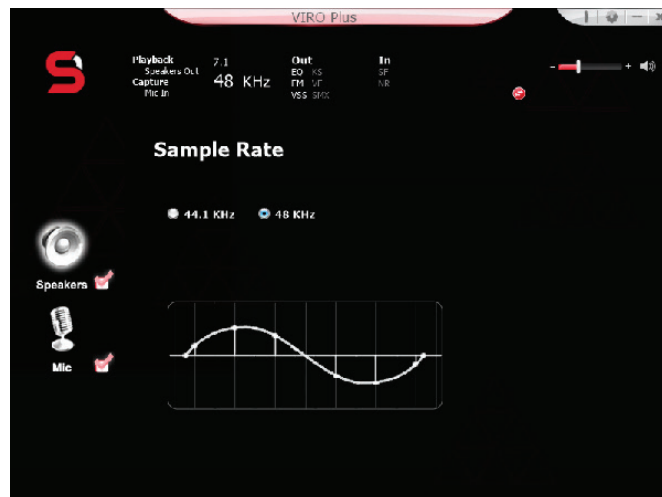 VIRO Plus
Playback 7.1 Out In
Speakers Out EQ KS SF
Capture 48 KHz FM VF NR
Mic In VSS SMX
- +
Sample Rate
44.1 KHz 48 KHz
Speakers
Mic